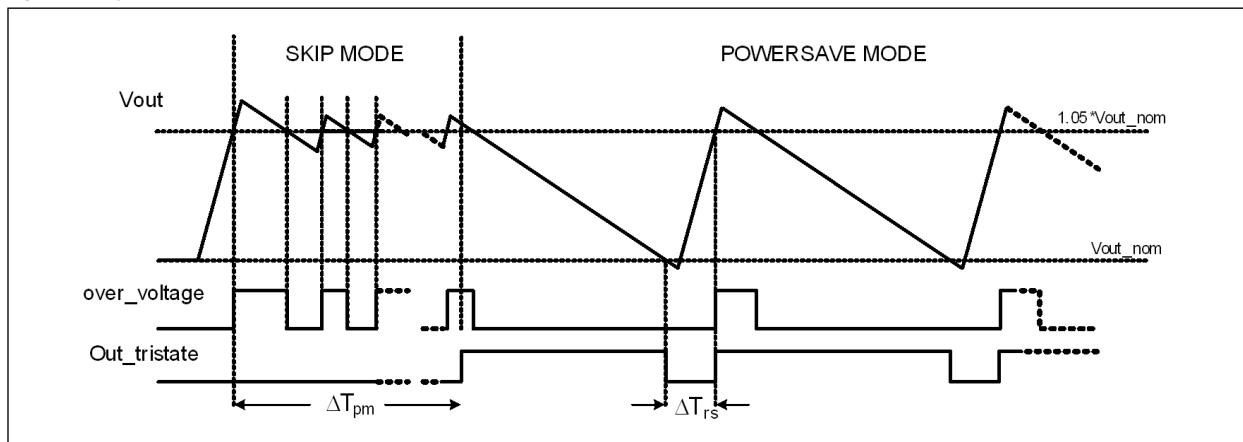 SKIP MODE
POWERSAVE MODE
Vout
1.05*Vout_nom
Vout_nom
over_voltage
Out_tristate
ΔTpm
ΔTrs